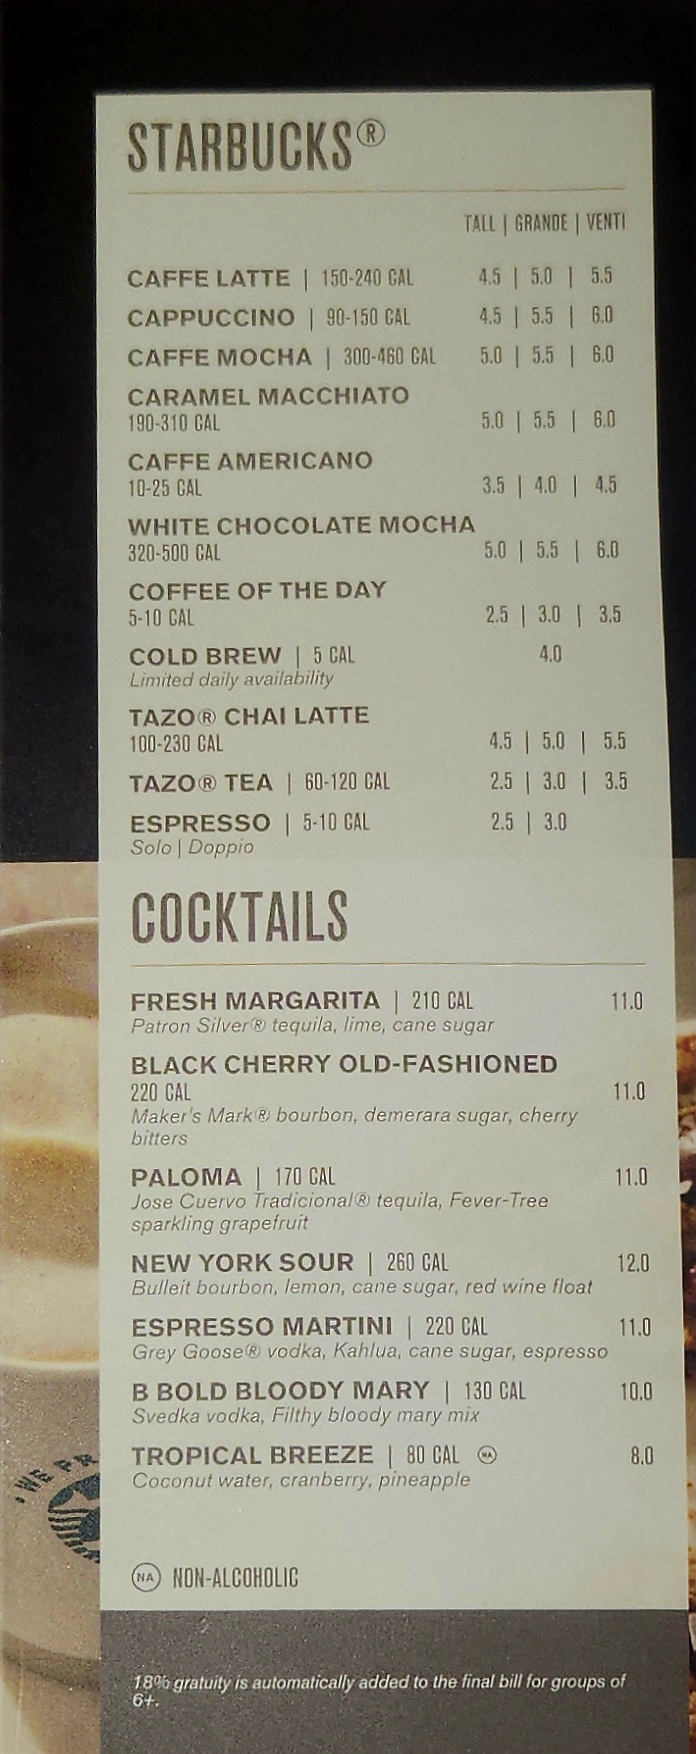 STARBUCKS®
TALL | GRANDE | VENTI
CAFFE LATTE | 150-240 CAL 4.5 | 5.0 | 5.5
CAPPUCCINO | 90-150 CAL 4.5 | 5.5 | 6.0
CAFFE MOCHA | 300-460 CAL 5.0 | 5.5 | 6.0
CARAMEL MACCHIATO
190-310 CAL 5.0 | 5.5 | 6.0
CAFFE AMERICANO
10-25 CAL 3.5 | 4.0 | 4.5
WHITE CHOCOLATE MOCHA
320-500 CAL 5.0 | 5.5 | 6.0
COFFEE OF THE DAY
5-10 CAL 2.5 | 3.0 | 3.5
COLD BREW | 5 CAL 4.0
Limited daily availability
TAZO® CHAI LATTE
100-230 CAL 4.5 | 5.0 | 5.5
TAZO® TEA | 60-120 CAL 2.5 | 3.0 | 3.5
ESPRESSO | 5-10 CAL 2.5 | 3.0
Solo | Doppio
COCKTAILS
FRESH MARGARITA | 210 CAL 11.0
Patron Silver® tequila, lime, cane sugar
BLACK CHERRY OLD-FASHIONED
220 CAL 11.0
Maker's Mark® bourbon, demerara sugar, cherry
bitters
PALOMA | 170 CAL 11.0
Jose Cuervo Tradicional® tequila, Fever-Tree
sparkling grapefruit
NEW YORK SOUR | 260 CAL 12.0
Bulleit bourbon, lemon, cane sugar, red wine float
ESPRESSO MARTINI | 220 CAL 11.0
Grey Goose® vodka, Kahlua, cane sugar, espresso
B BOLD BLOODY MARY | 130 CAL 10.0
Svedka vodka, Filthy bloody mary mix
TROPICAL BREEZE | 80 CAL NA 8.0
Coconut water, cranberry, pineapple
NA NON-ALCOHOLIC
"WE PR
18% gratuity is automatically added to the final bill for groups of
6+.